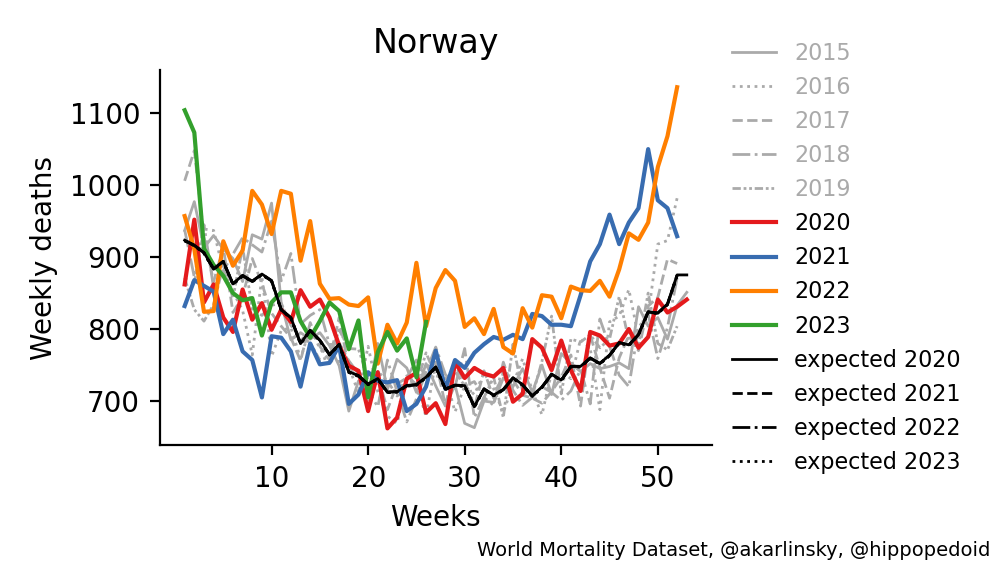 Norway
Weekly deaths
1100
1000
900
800
700
10 20 30 40 50
Weeks
2015
2016
2017
2018
2019
2020
2021
2022
2023
expected 2020
expected 2021
expected 2022
expected 2023
World Mortality Dataset, @akarlinsky, @hippopedoid